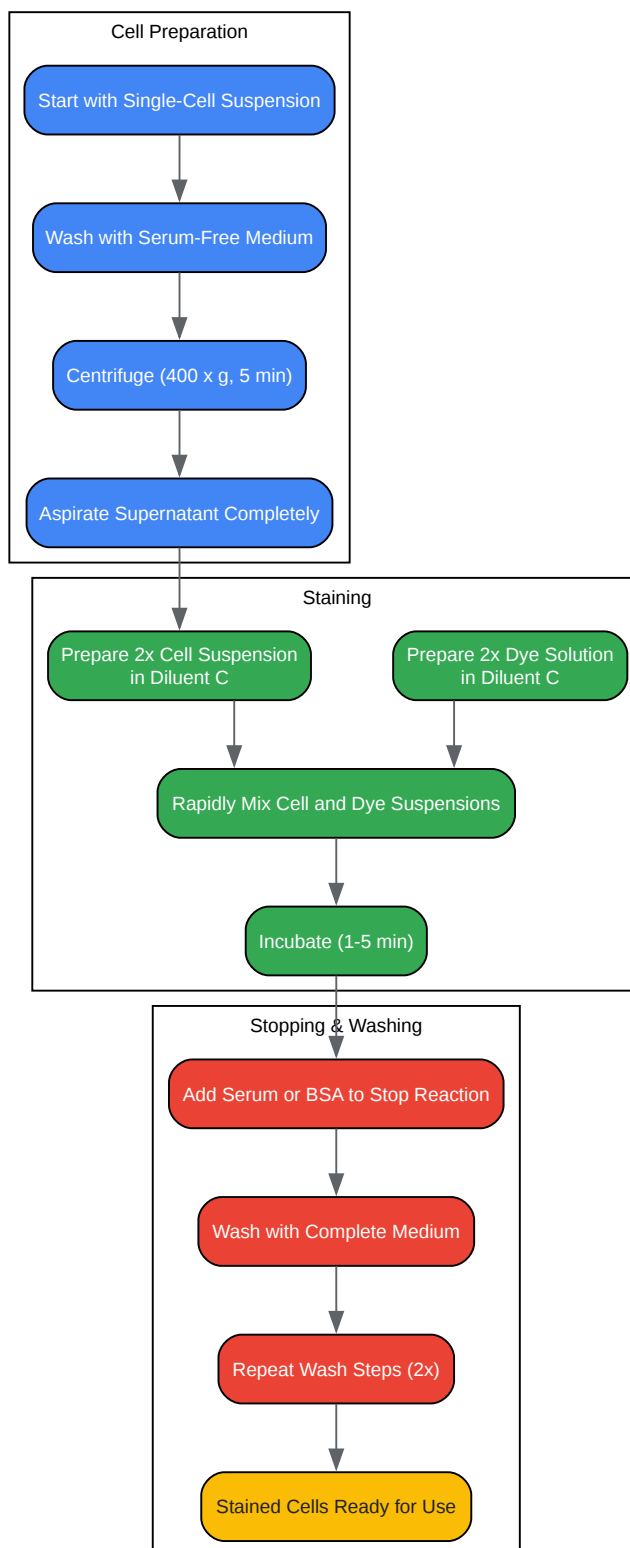 Cell Preparation
Start with Single-Cell Suspension
Wash with Serum-Free Medium
Centrifuge (400 x g, 5 min)
Aspirate Supernatant Completely
Staining
Prepare 2x Cell Suspension
in Diluent C
Prepare 2x Dye Solution
in Diluent C
Rapidly Mix Cell and Dye Suspensions
Incubate (1-5 min)
Stopping & Washing
Add Serum or BSA to Stop Reaction
Wash with Complete Medium
Repeat Wash Steps (2x)
Stained Cells Ready for Use